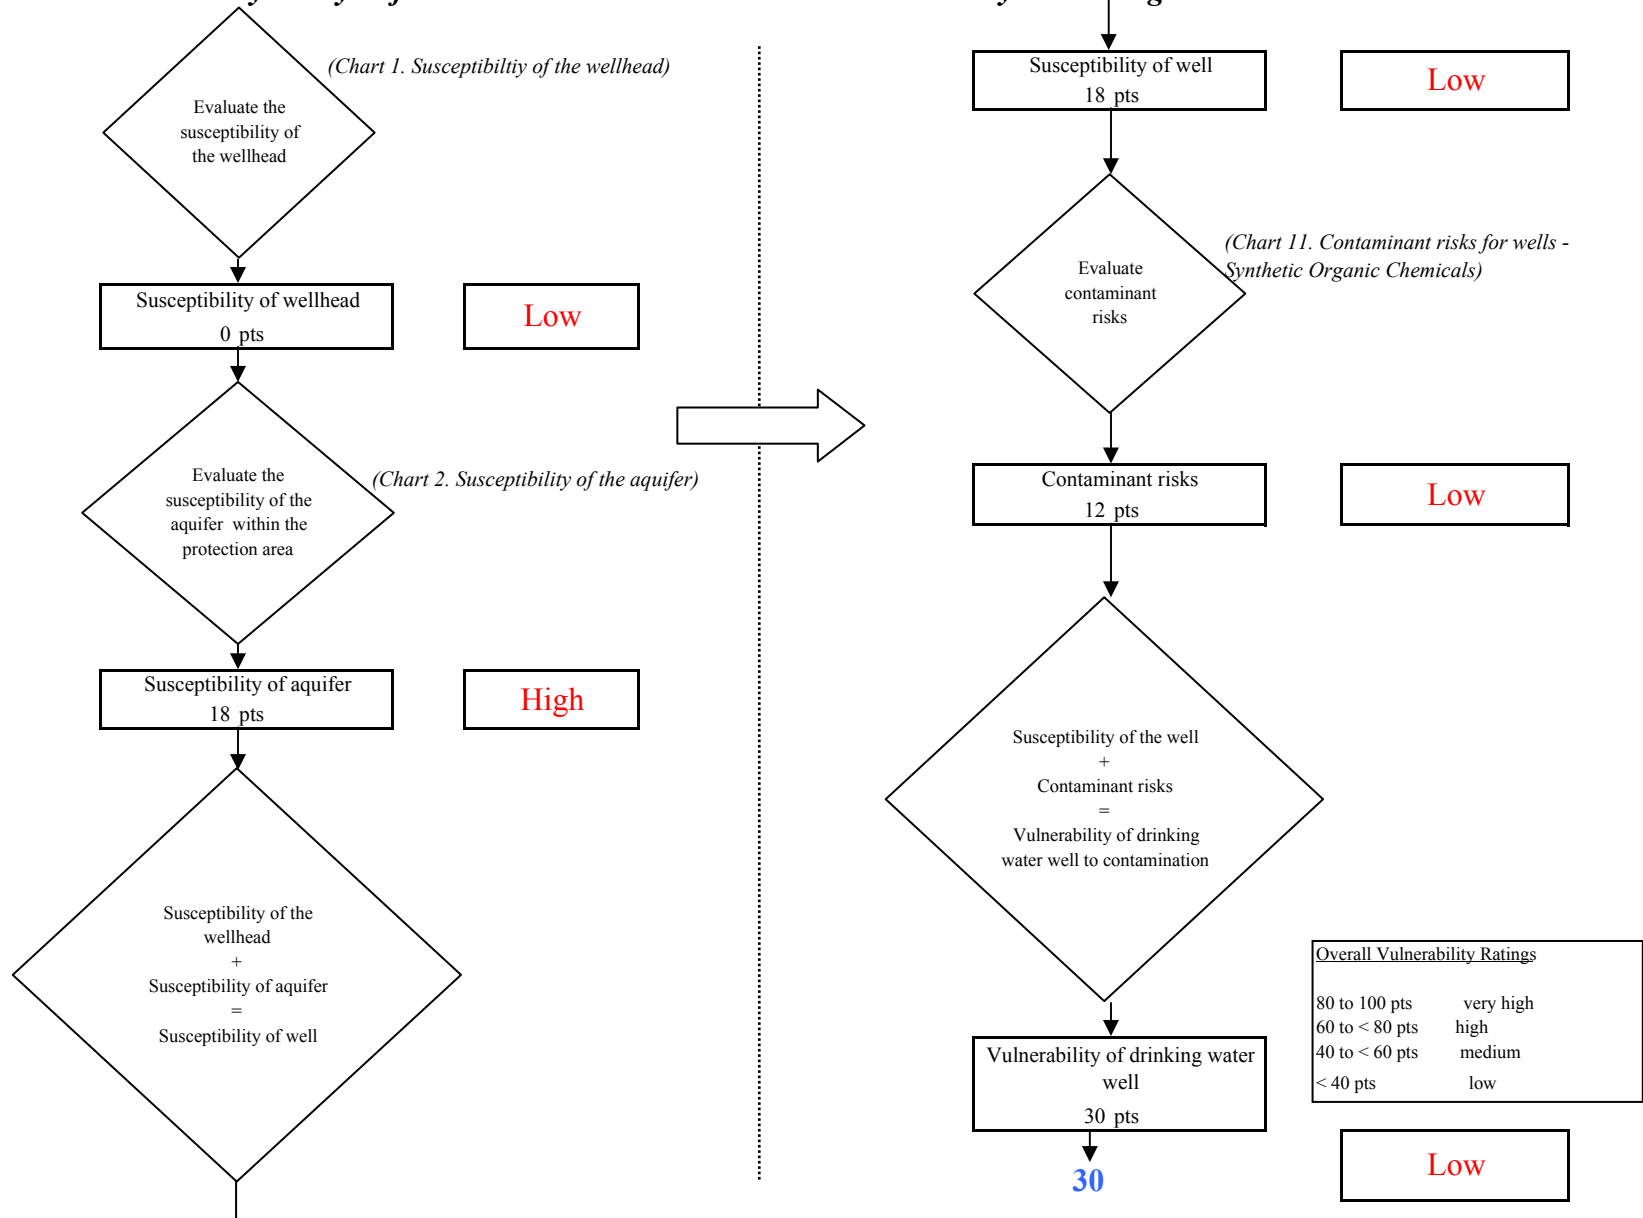 (Chart 1. Susceptibiltiy of the wellhead)
Evaluate the
susceptibility of
the wellhead
Susceptibility of wellhead
0 pts
Low
Evaluate the
susceptibility of the
aquifer within the
protection area
(Chart 2. Susceptibility of the aquifer)
Susceptibility of aquifer
18 pts
High
Susceptibility of the
wellhead
+
Susceptibility of aquifer
=
Susceptibility of well
Susceptibility of well
18 pts
Low
Evaluate
contaminant
risks
(Chart 11. Contaminant risks for wells -
Synthetic Organic Chemicals)
Contaminant risks
12 pts
Low
Susceptibility of the well
+
Contaminant risks
=
Vulnerability of drinking
water well to contamination
Vulnerability of drinking water
well
30 pts
30
Overall Vulnerability Ratings
80 to 100 pts very high
60 to < 80 pts high
40 to < 60 pts medium
< 40 pts low
Low